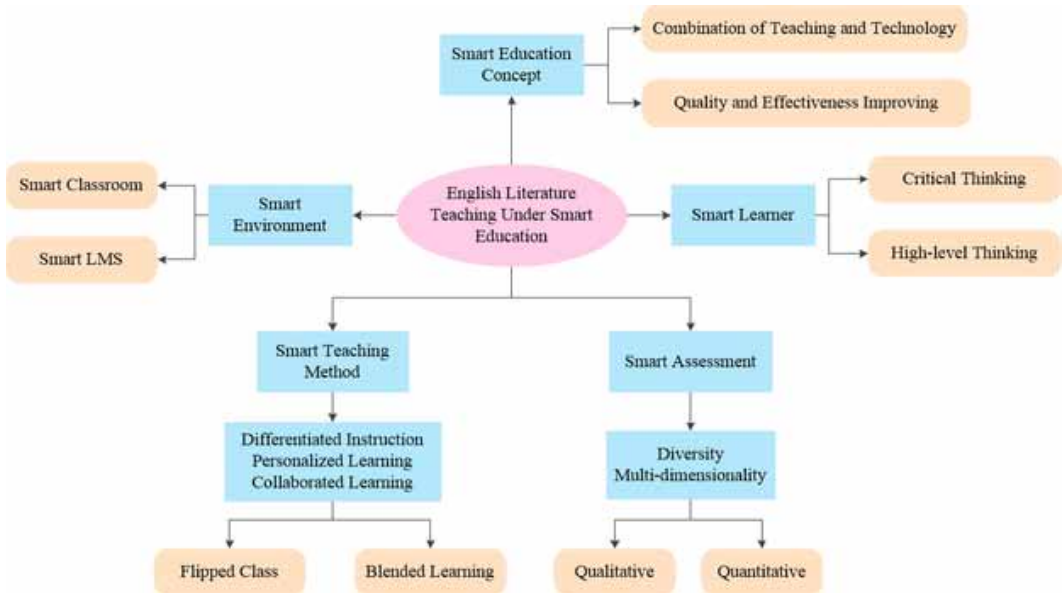 Smart Education
Concept
Combination of Teaching and Technology
Quality and Effectiveness Improving
Smart Classroom
Smart LMS
Smart
Environment
English Literature
Teaching Under Smart
Education
Smart Learner
Critical Thinking
High-level Thinking
Smart Teaching
Method
Smart Assessment
Differentiated Instruction
Personalized Learning
Collaborated Learning
Diversity
Multi-dimensionality
Flipped Class
Blended Learning
Qualitative
Quantitative